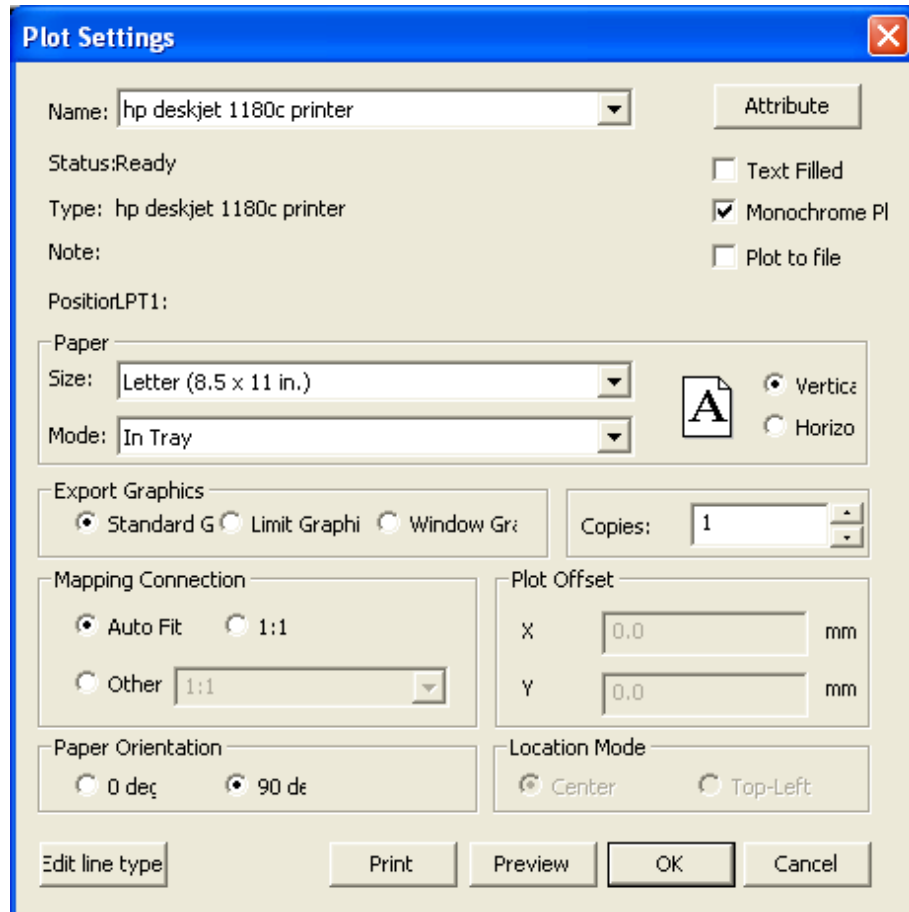 Plot Settings
Name: hp deskjet 1180c printer Attribute
Status:Ready Text Filled
Type: hp deskjet 1180c printer Monochrome Pl
Note: Plot to file
PositiorLPT1:
Paper
Size: Letter (8.5 x 11 in.) A Vertica
Mode: In Tray Horizo
Export Graphics
Standard G Limit Graphi Window Gra Copies: 1
Mapping Connection Plot Offset
Auto Fit 1:1 X 0.0 mm
Other 1:1 Y 0.0 mm
Paper Orientation Location Mode
0 deg 90 de Center Top-Left
Edit line type Print Preview OK Cancel